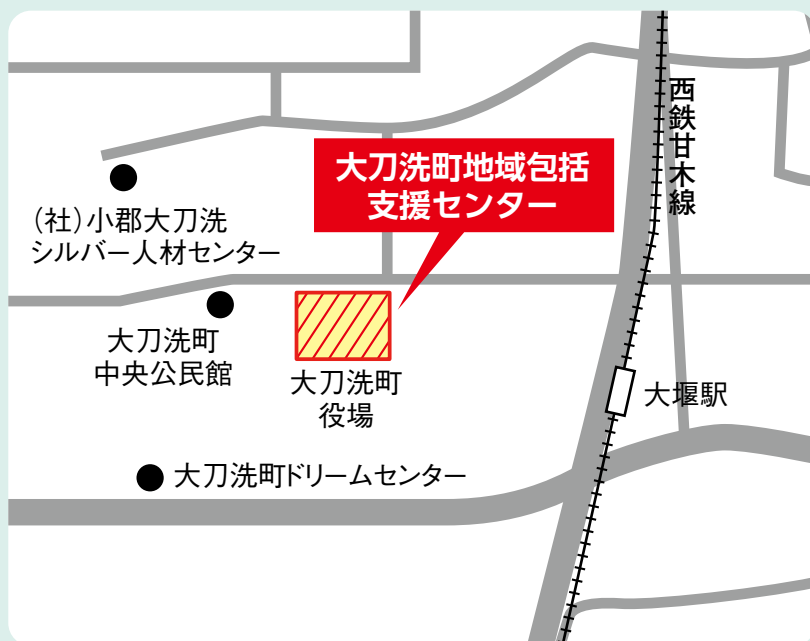 西鉄甘木線
大刀洗町地域包括
支援センター
(社)小郡大刀洗
シルバー人材センター
大刀洗町
中央公民館
大刀洗町
役場
大堰駅
大刀洗町ドリームセンター